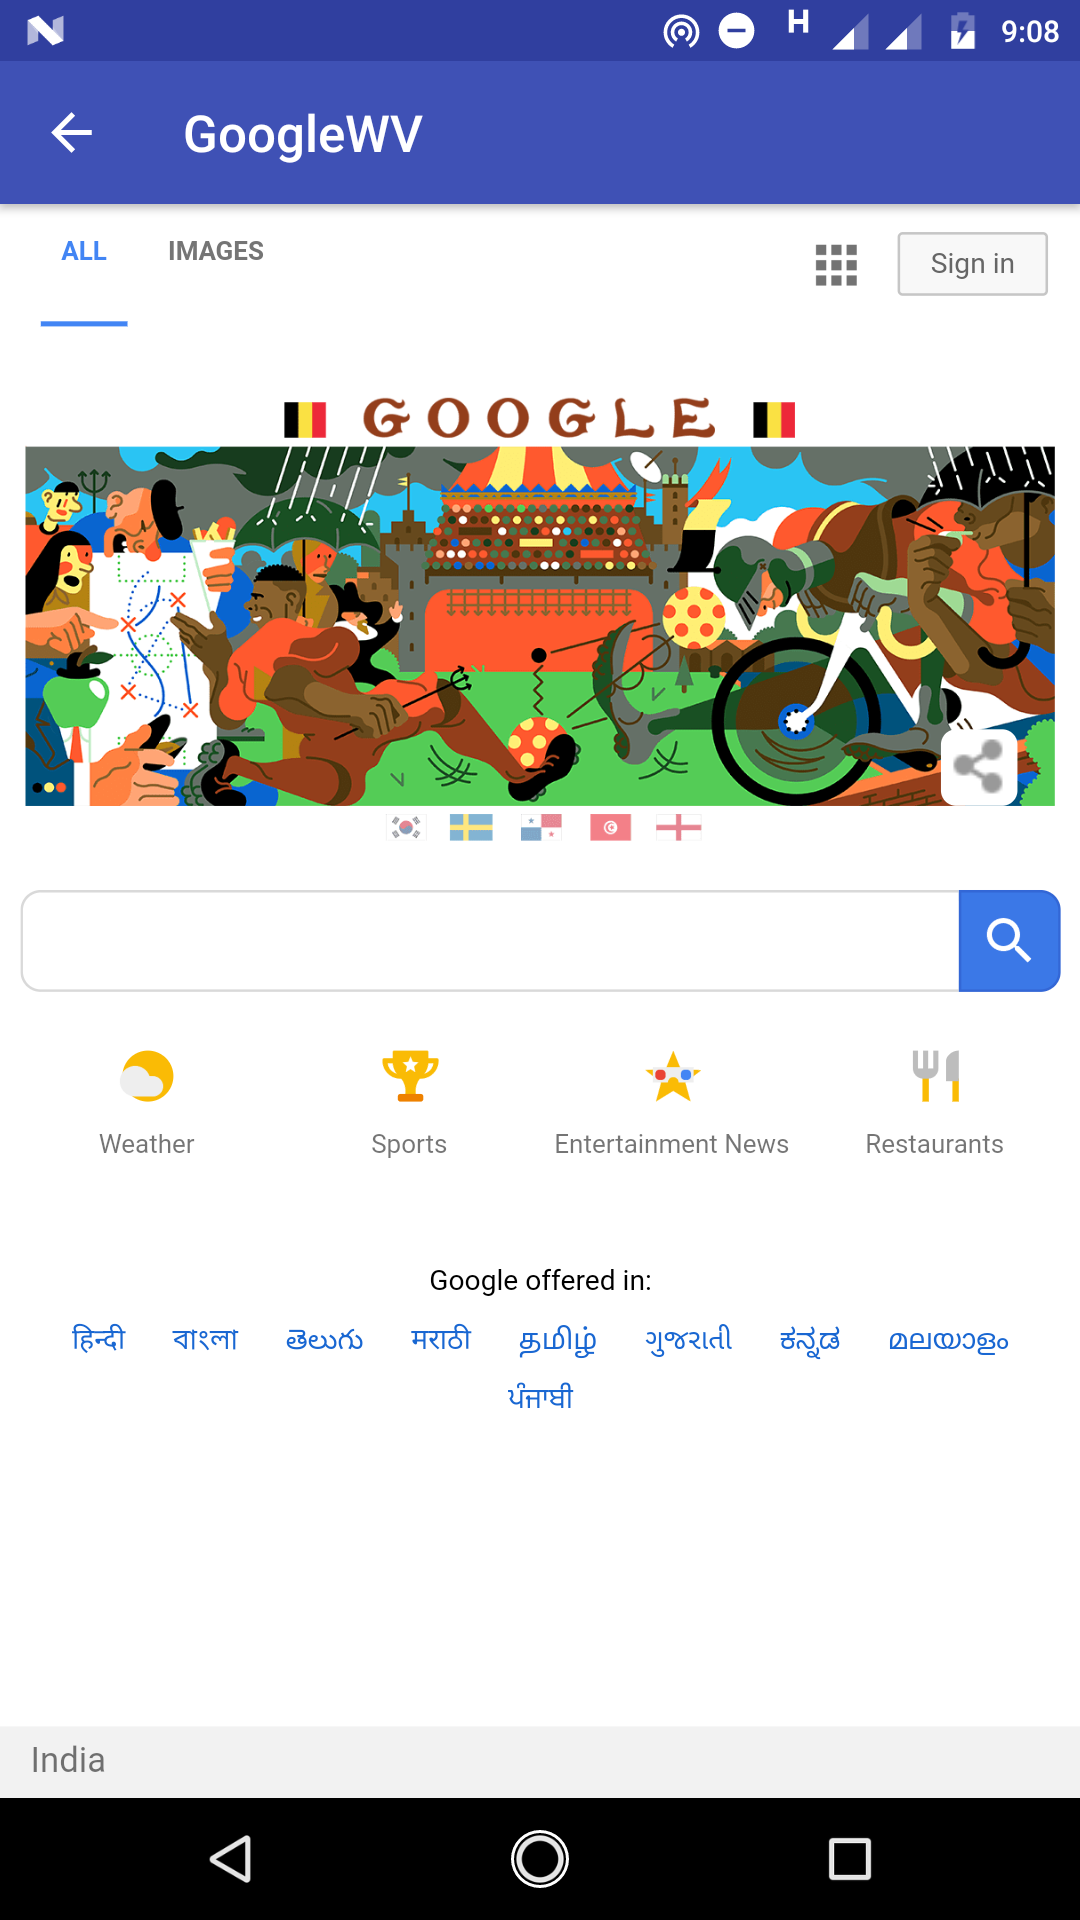 H 9:08
GoogleWV
ALL IMAGES Sign in
GOOGLE
Weather Sports Entertainment News Restaurants
Google offered in:
हिन्दी বাংলা తెలుగు मराठी தமிழ் ગુજરાતી ಕನ್ನಡ മലയാളം
ਪੰਜਾਬੀ
India